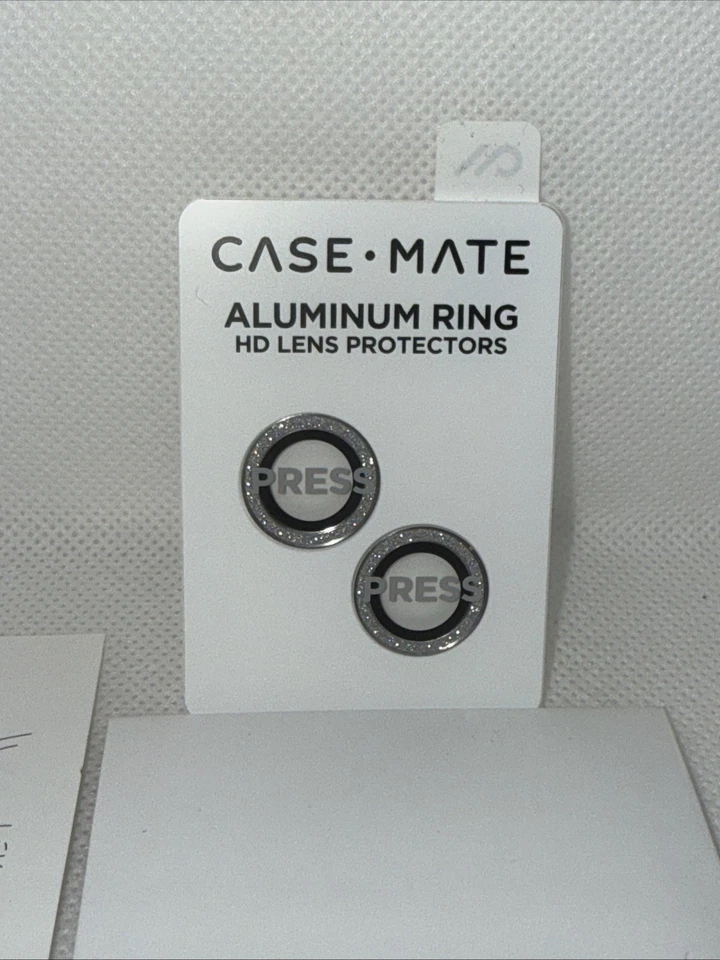 CASE•MATE
ALUMINUM RING
HD LENS PROTECTORS
PRESS
PRESS